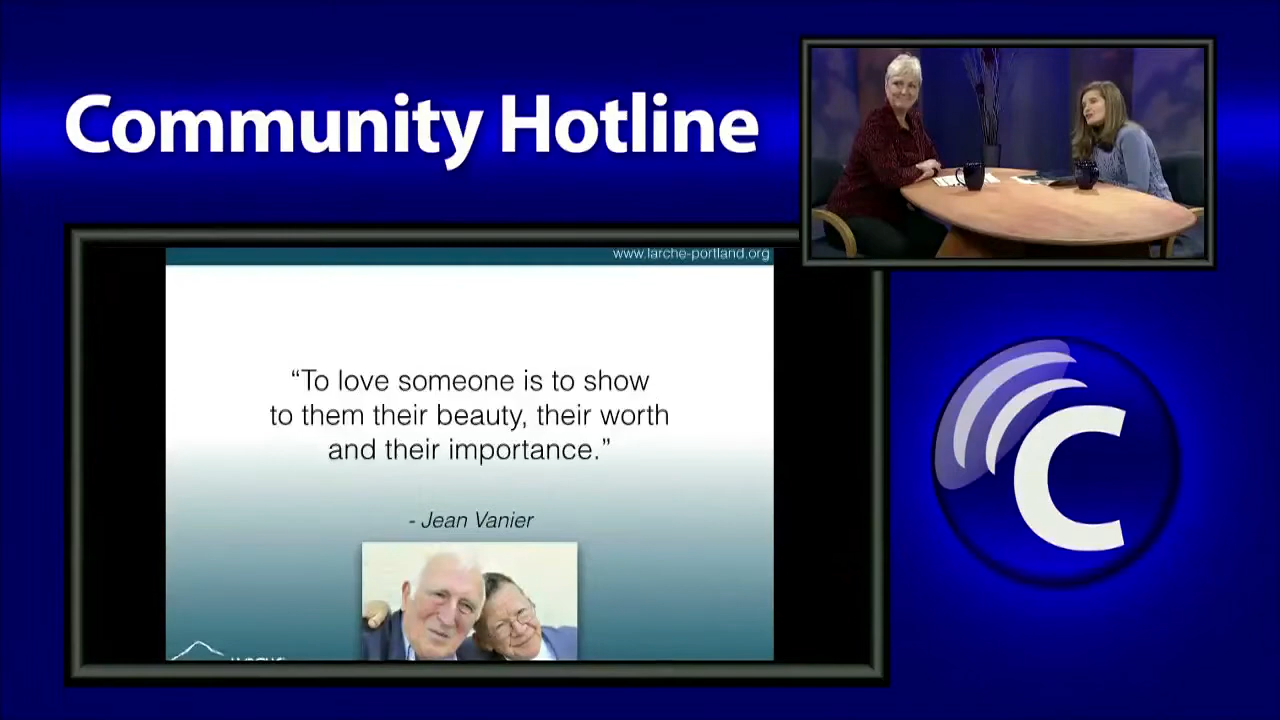 Community Hotline
www.larche-portland.org
“To love someone is to show
to them their beauty, their worth
and their importance.”
- Jean Vanier
C